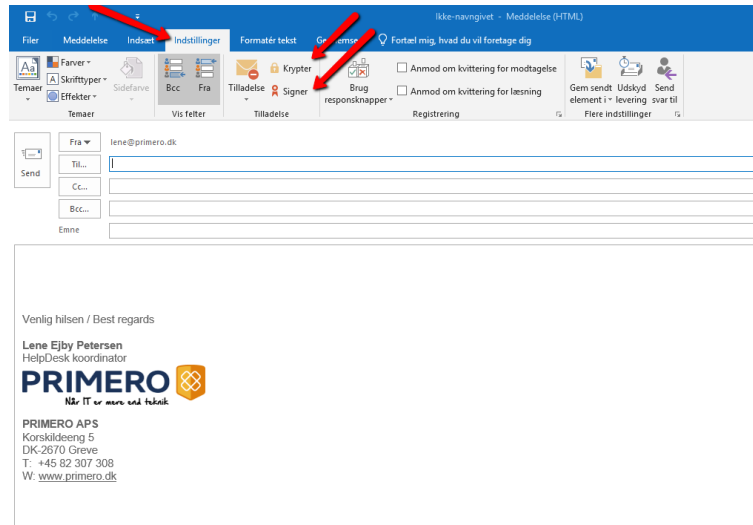 Ikke-navngivet - Meddelelse (HTML)
Filer Meddelelse Indsæt Indstillinger Formatér tekst Fortæl mig, hvad du vil foretage dig
Aa
Temaer
Farver
A Skrifttyper
Effekter
Sidefarve
Bcc Fra
Tilladelse
Krypter
Signer
Brug
responsknapper
Anmod om kvittering for modtagelse
Anmod om kvittering for læsning
Gem sendt
element i
Udskyd
levering
Send
svar til
Temaer Vis felter Tilladelse Registrering Flere indstillinger
Send
Fra lene@primero.dk
Til...
Cc...
Bcc...
Emne
Venlig hilsen / Best regards
Lene Ejby Petersen
HelpDesk koordinator
PRIMERO
Når IT er mere end teknik
PRIMERO APS
Korskildeeng 5
DK-2670 Greve
T: +45 82 307 308
W: www.primero.dk